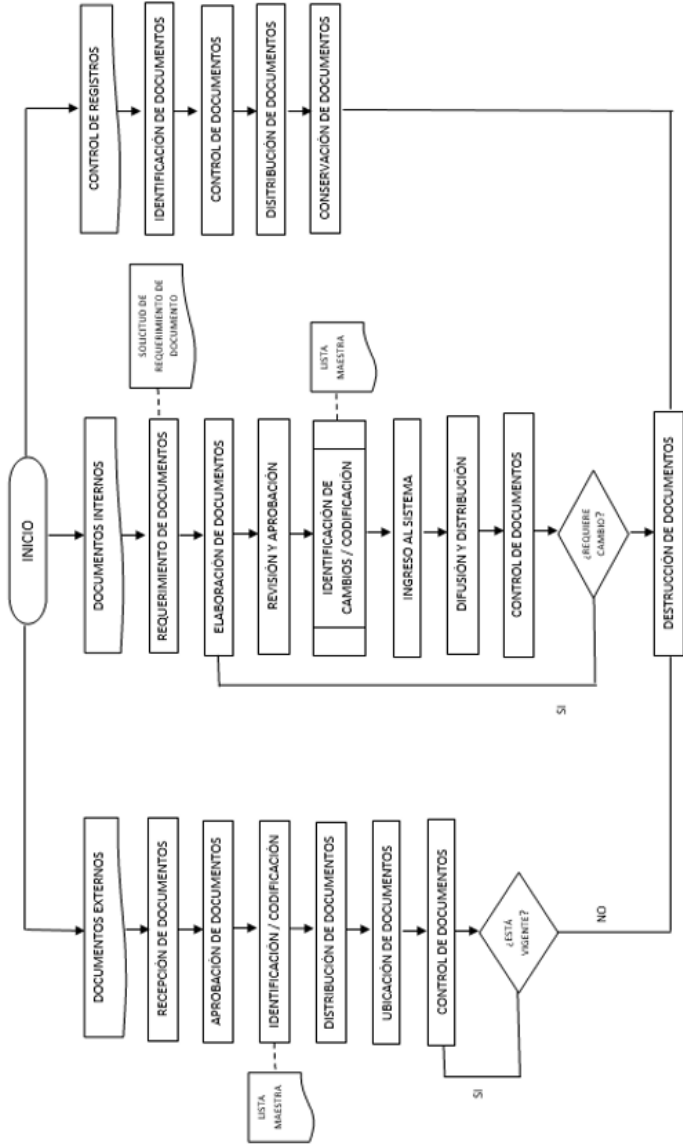 INICIO
DOCUMENTOS EXTERNOS
RECEPCIÓN DE DOCUMENTOS
APROBACIÓN DE DOCUMENTOS
IDENTIFICACIÓN / CODIFICACIÓN
LISTA
MAESTRA
DISTRIBUCIÓN DE DOCUMENTOS
UBICACIÓN DE DOCUMENTOS
CONTROL DE DOCUMENTOS
¿ESTÁ
VIGENTE?
SI
NO
DOCUMENTOS INTERNOS
REQUERIMIENTO DE DOCUMENTOS
SOLICITUD DE
REQUERIMIENTO DE
DOCUMENTO
ELABORACIÓN DE DOCUMENTOS
REVISIÓN Y APROBACIÓN
IDENTIFICACIÓN DE
CAMBIOS / CODIFICACIÓN
LISTA
MAESTRA
INGRESO AL SISTEMA
DIFUSIÓN Y DISTRIBUCIÓN
CONTROL DE DOCUMENTOS
¿REQUIERE
CAMBIO?
SI
DESTRUCCIÓN DE DOCUMENTOS
CONTROL DE REGISTROS
IDENTIFICACIÓN DE DOCUMENTOS
CONTROL DE DOCUMENTOS
DISITRIBUCIÓN DE DOCUMENTOS
CONSERVACIÓN DE DOCUMENTOS